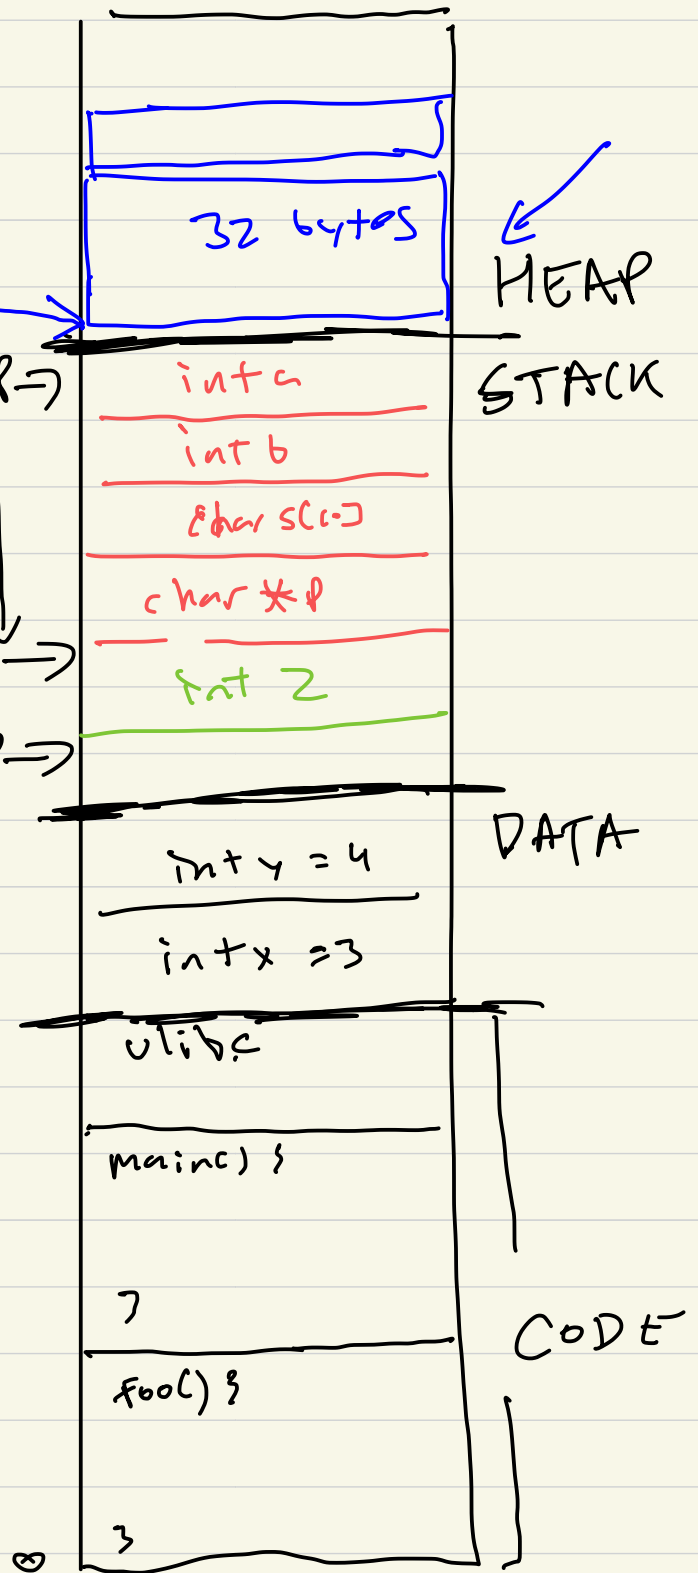 32 bytes
HEAP
STACK
int a
int b
char s[10]
char *p
int z
DATA
int y = 4
int x = 3
ulibc
main() {
}
CODE
foo() {
}